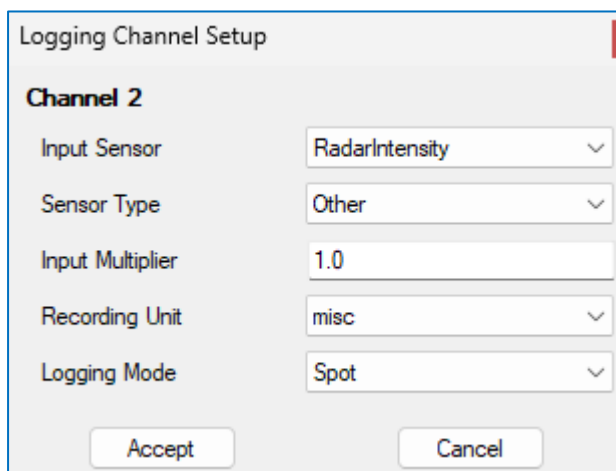 Logging Channel Setup
Channel 2
Input Sensor RadarIntensity
Sensor Type Other
Input Multiplier 1.0
Recording Unit misc
Logging Mode Spot
Accept Cancel